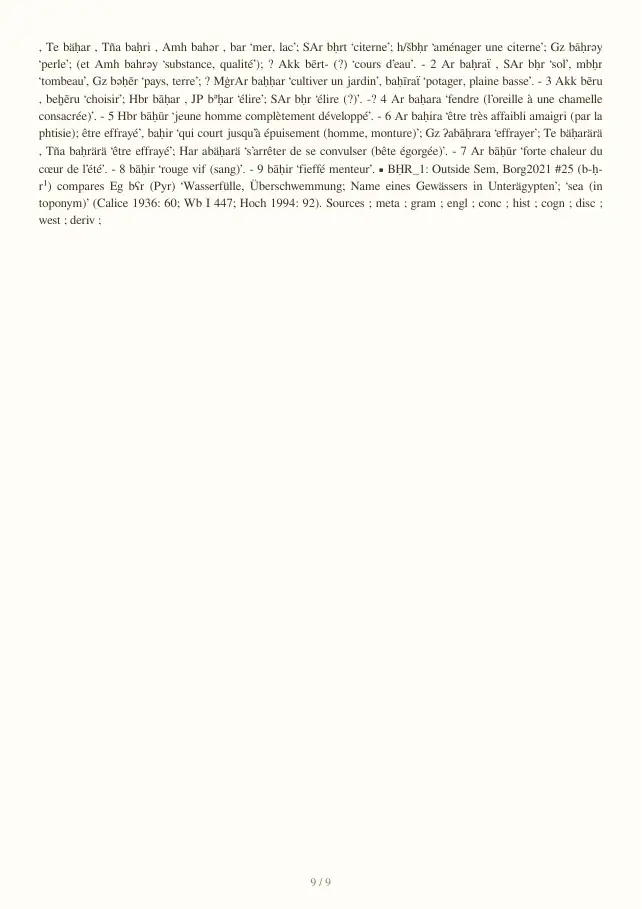 , Te bäḥar , Tña baḥri , Amh bahǝr , bar ‘mer, lac’; SAr bḥrt ‘citerne’; h/s̆bḥr ‘aménager une citerne’; Gz bāḥrǝy
‘perle’; (et Amh bahrǝy ‘substance, qualité’); ? Akk bērt- (?) ‘cours d’eau’. - 2 Ar baḥraẗ , SAr bḥr ‘sol’, mbḥr
‘tombeau’, Gz bǝḥēr ‘pays, terre’; ? MġrAr baḥḥar ‘cultiver un jardin’, baḥīraẗ ‘potager, plaine basse’. - 3 Akk bēru
, beḫēru ‘choisir’; Hbr bāḥar , JP bᵊḥar ‘élire’; SAr bḥr ‘élire (?)’. -? 4 Ar baḥara ‘fendre (l’oreille à une chamelle
consacrée)’. - 5 Hbr bāḥūr ‘jeune homme complètement développé’. - 6 Ar baḥira ‘être très affaibli amaigri (par la
phtisie); être effrayé’, baḥir ‘qui court jusqu’à épuisement (homme, monture)’; Gz ʔabāḥrara ‘effrayer’; Te bäḥarärä
, Tña baḥrärä ‘être effrayé’; Har abäḥarä ‘s’arrêter de se convulser (bête égorgée)’. - 7 Ar bāḥūr ‘forte chaleur du
cœur de l’été’. - 8 bāḥir ‘rouge vif (sang)’. - 9 bāḥir ‘fieffé menteur’. ▪ BḤR_1: Outside Sem, Borg2021 #25 (b-ḥ-
r¹) compares Eg bʕr (Pyr) ‘Wasserfülle, Überschwemmung; Name eines Gewässers in Unterägypten’; ‘sea (in
toponym)’ (Calice 1936: 60; Wb I 447; Hoch 1994: 92). Sources ; meta ; gram ; engl ; conc ; hist ; cogn ; disc ;
west ; deriv ;
9 / 9